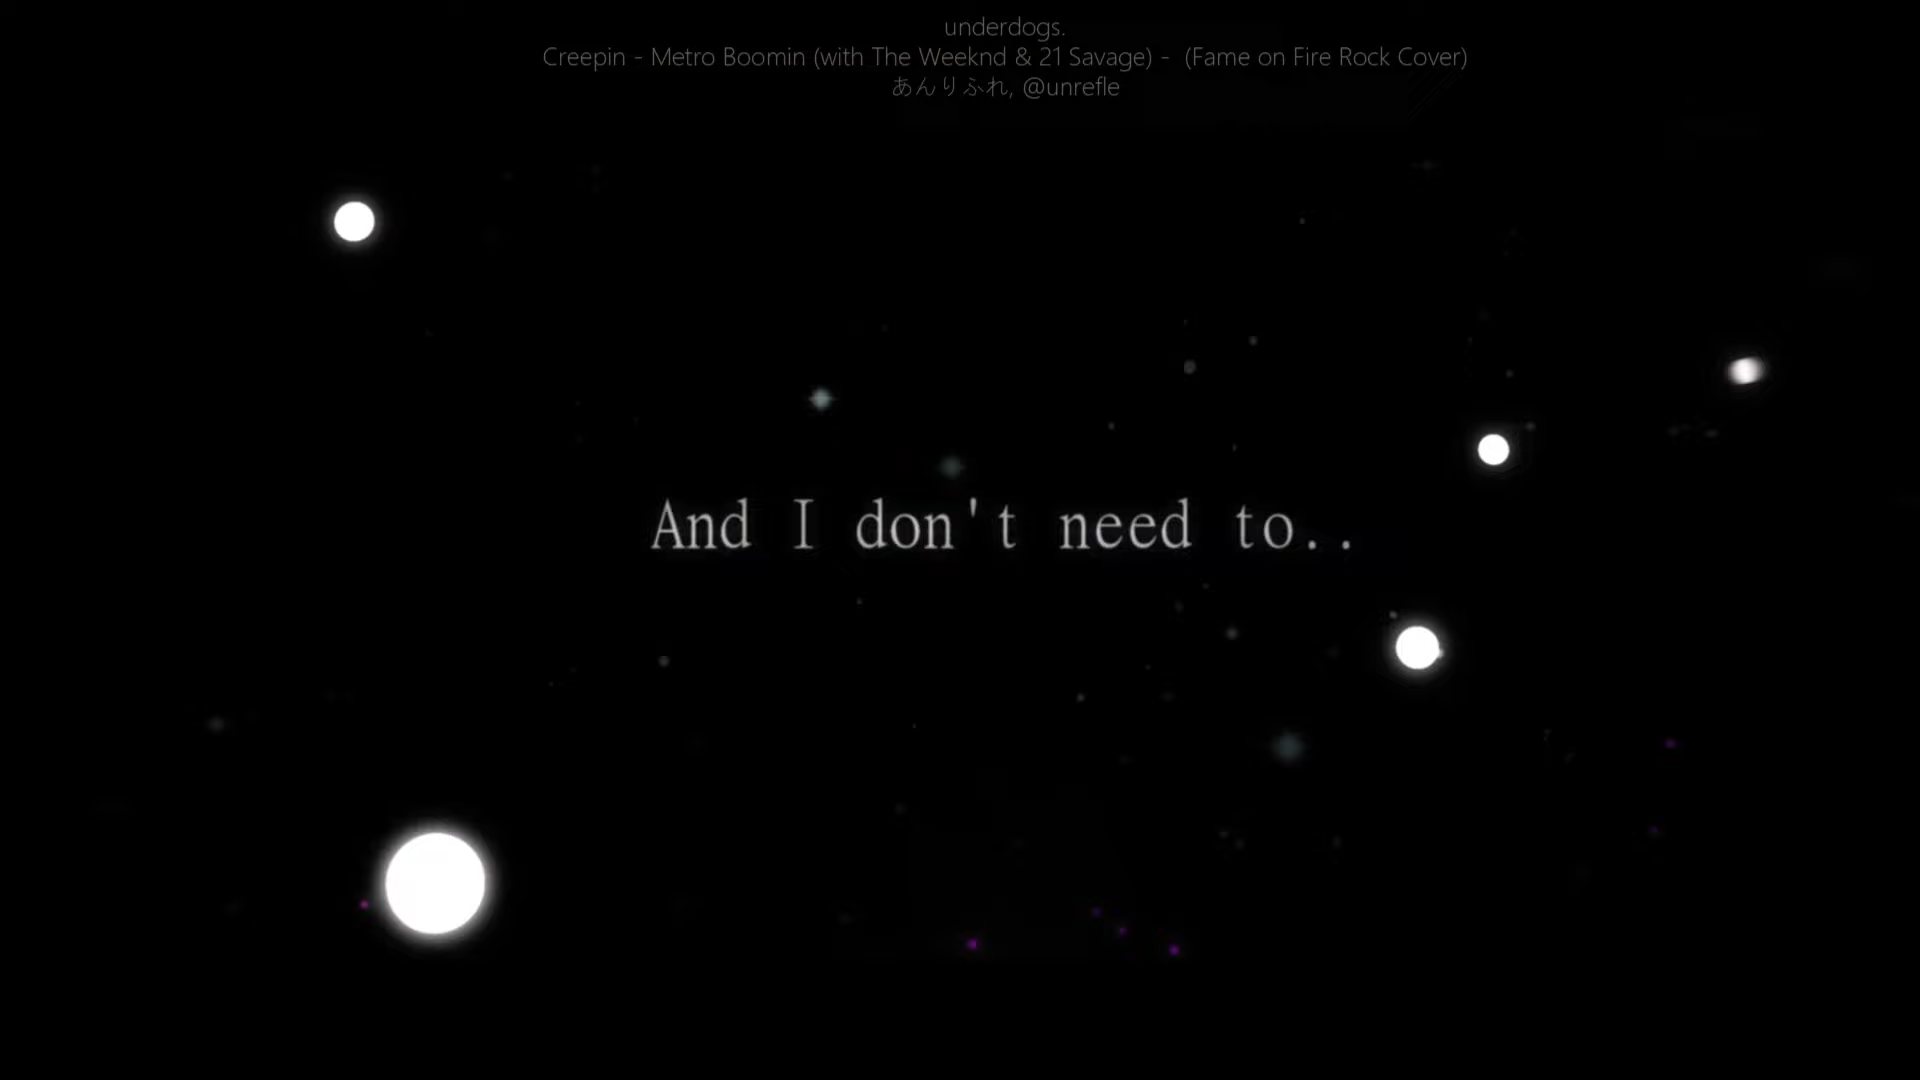 underdogs.
Creepin - Metro Boomin (with The Weeknd & 21 Savage) - (Fame on Fire Rock Cover)
あんりふれ, @unrefle
And I don't need to..